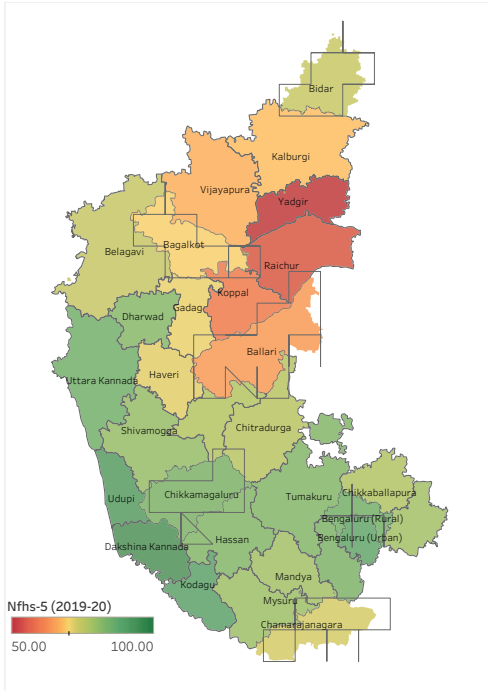 Bidar
Kalburgi
Vijayapura
Yadgir
Bagalkot
Belagavi
Raichur
Koppal
Gadag
Dharwad
Ballari
Haveri
Uttara Kannada
Chitradurga
Shivamogga
Chikkamagaluru
Tumakuru
Chikkaballapura
Udupi
Bengaluru (Rural)
Bengaluru (Urban)
Hassan
Dakshina Kannada
Mandya
Kodagu
Mysuru
Chamarajanagara
Nfhs-5 (2019-20)
50.00 100.00